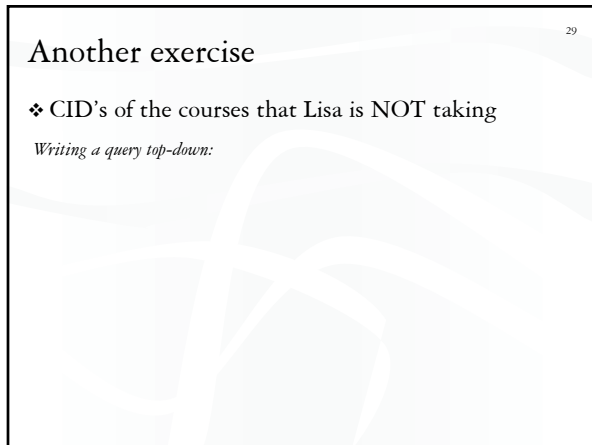 29
Another exercise
❖ CID's of the courses that Lisa is NOT taking
Writing a query top-down: